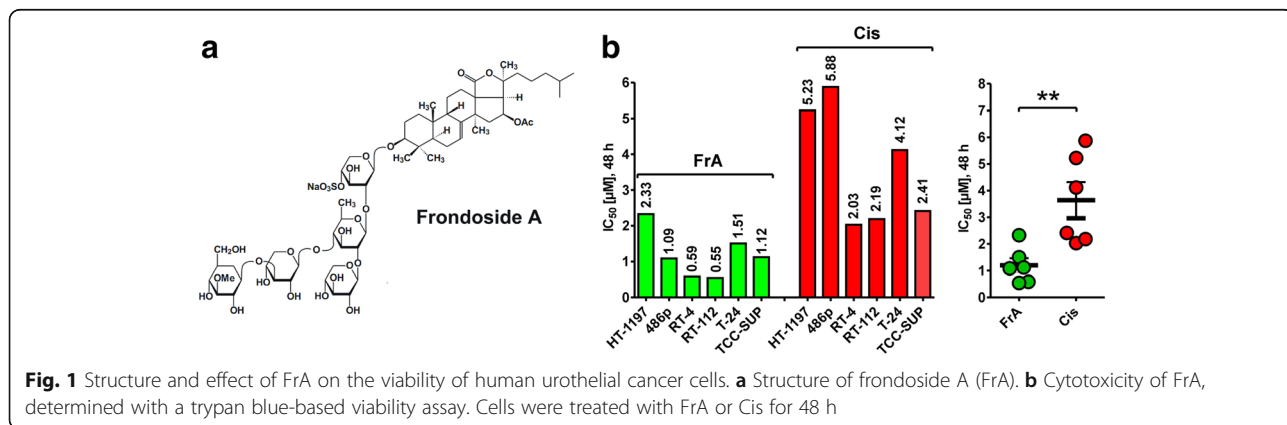 a
CH₃
O
O
CH₃
H₃C
H
H
CH₃
OAc
H₃C
CH₃
H
O
O
OH
NaO₃SO
O
CH₃
O
Frondoside A
O
OH
CH₂OH
O
O
O
OMe
OH
O
O
HO
OH
HO
OH
OH
O
HO
OH
b
Cis
FrA
IC₅₀ [µM], 48 h
6
5
4
3
2
1
0
2.33
1.09
0.59
0.55
1.51
1.12
5.23
5.88
2.03
2.19
4.12
2.41
HT-1197
486p
RT-4
RT-112
T-24
TCC-SUP
HT-1197
486p
RT-4
RT-112
T-24
TCC-SUP
**
IC₅₀ [µM], 48 h
8
7
6
5
4
3
2
1
0
FrA
Cis
Fig. 1 Structure and effect of FrA on the viability of human urothelial cancer cells. a Structure of frondoside A (FrA). b Cytotoxicity of FrA,
determined with a trypan blue-based viability assay. Cells were treated with FrA or Cis for 48 h